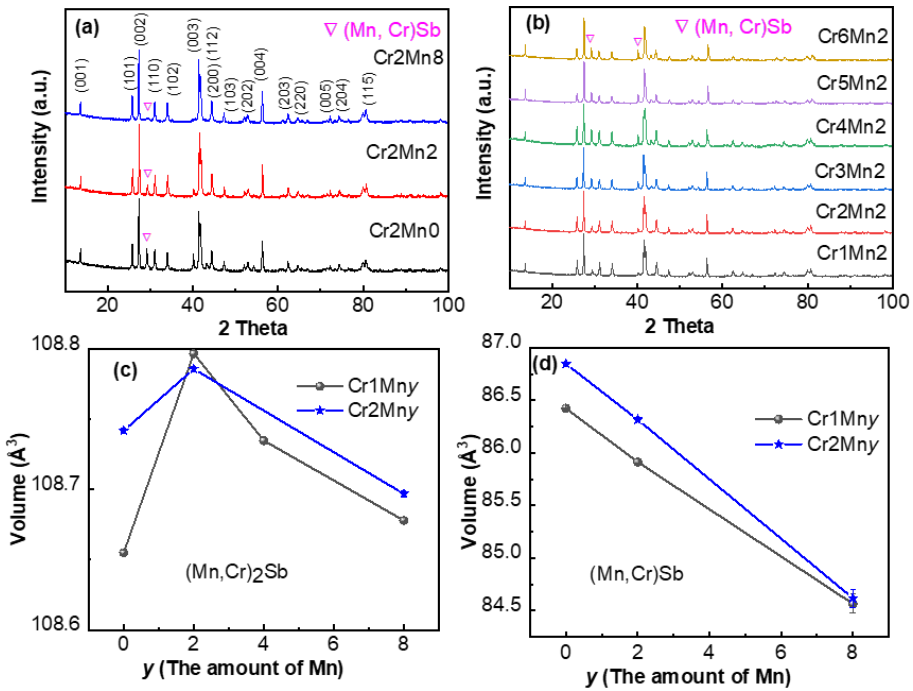 (a)
▽ (Mn, Cr)Sb
(001)
(101)
(002)
(110)
(102)
(003)
(200)
(112)
(103)
(202)
(004)
(203)
(220)
(005)
(204)
(115)
Cr2Mn8
Cr2Mn2
Cr2Mn0
Intensity (a.u.)
20 40 60 80 100
2 Theta
(b)
▽ (Mn, Cr)Sb
Cr6Mn2
Cr5Mn2
Cr4Mn2
Cr3Mn2
Cr2Mn2
Cr1Mn2
Intensity (a.u.)
20 40 60 80 100
2 Theta
(c)
Cr1Mny
Cr2Mny
(Mn,Cr)₂Sb
Volume (Å³)
108.8
108.7
108.6
0 2 4 6 8
y (The amount of Mn)
(d)
Cr1Mny
Cr2Mny
(Mn,Cr)Sb
Volume (Å³)
87.0
86.5
86.0
85.5
85.0
84.5
0 2 4 6 8
y (The amount of Mn)